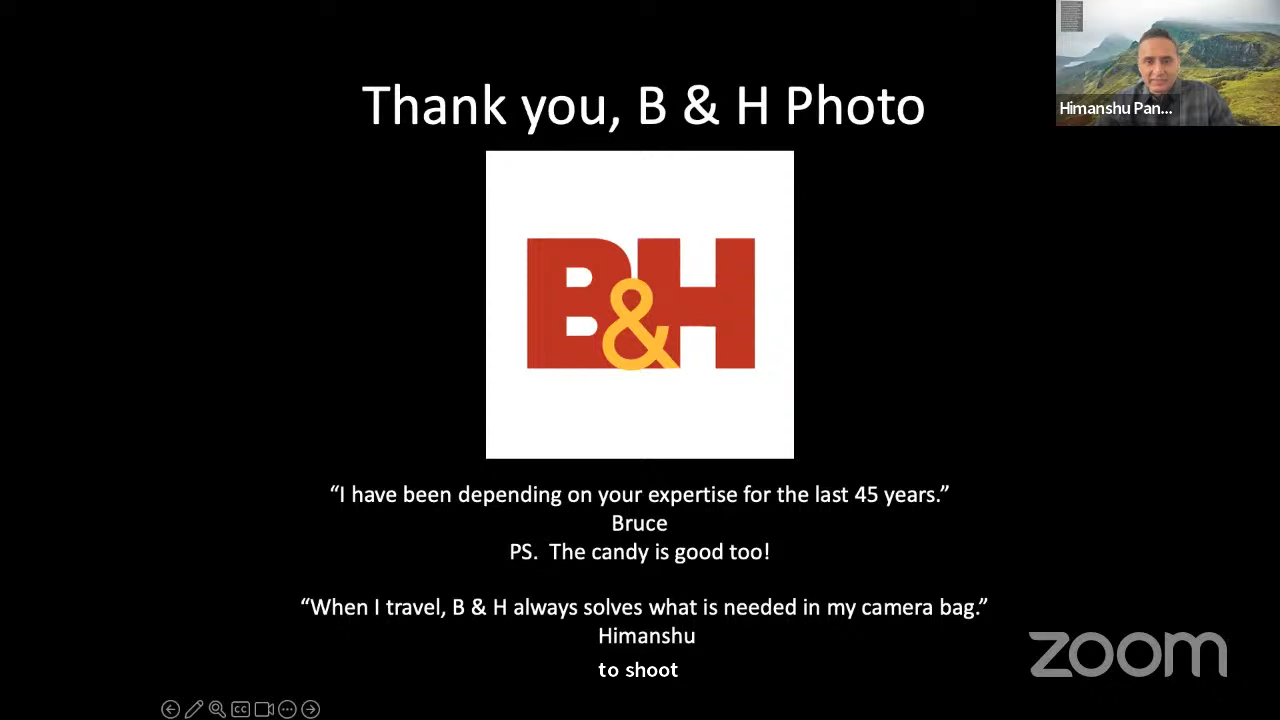 Thank you, B & H Photo
Himanshu Pan...
B&H
“I have been depending on your expertise for the last 45 years.”
Bruce
PS.  The candy is good too!
“When I travel, B & H always solves what is needed in my camera bag.”
Himanshu
to shoot
zoom
CC